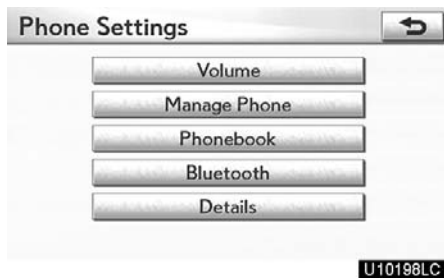 Phone Settings
Volume
Manage Phone
Phonebook
Bluetooth
Details
U10198LC